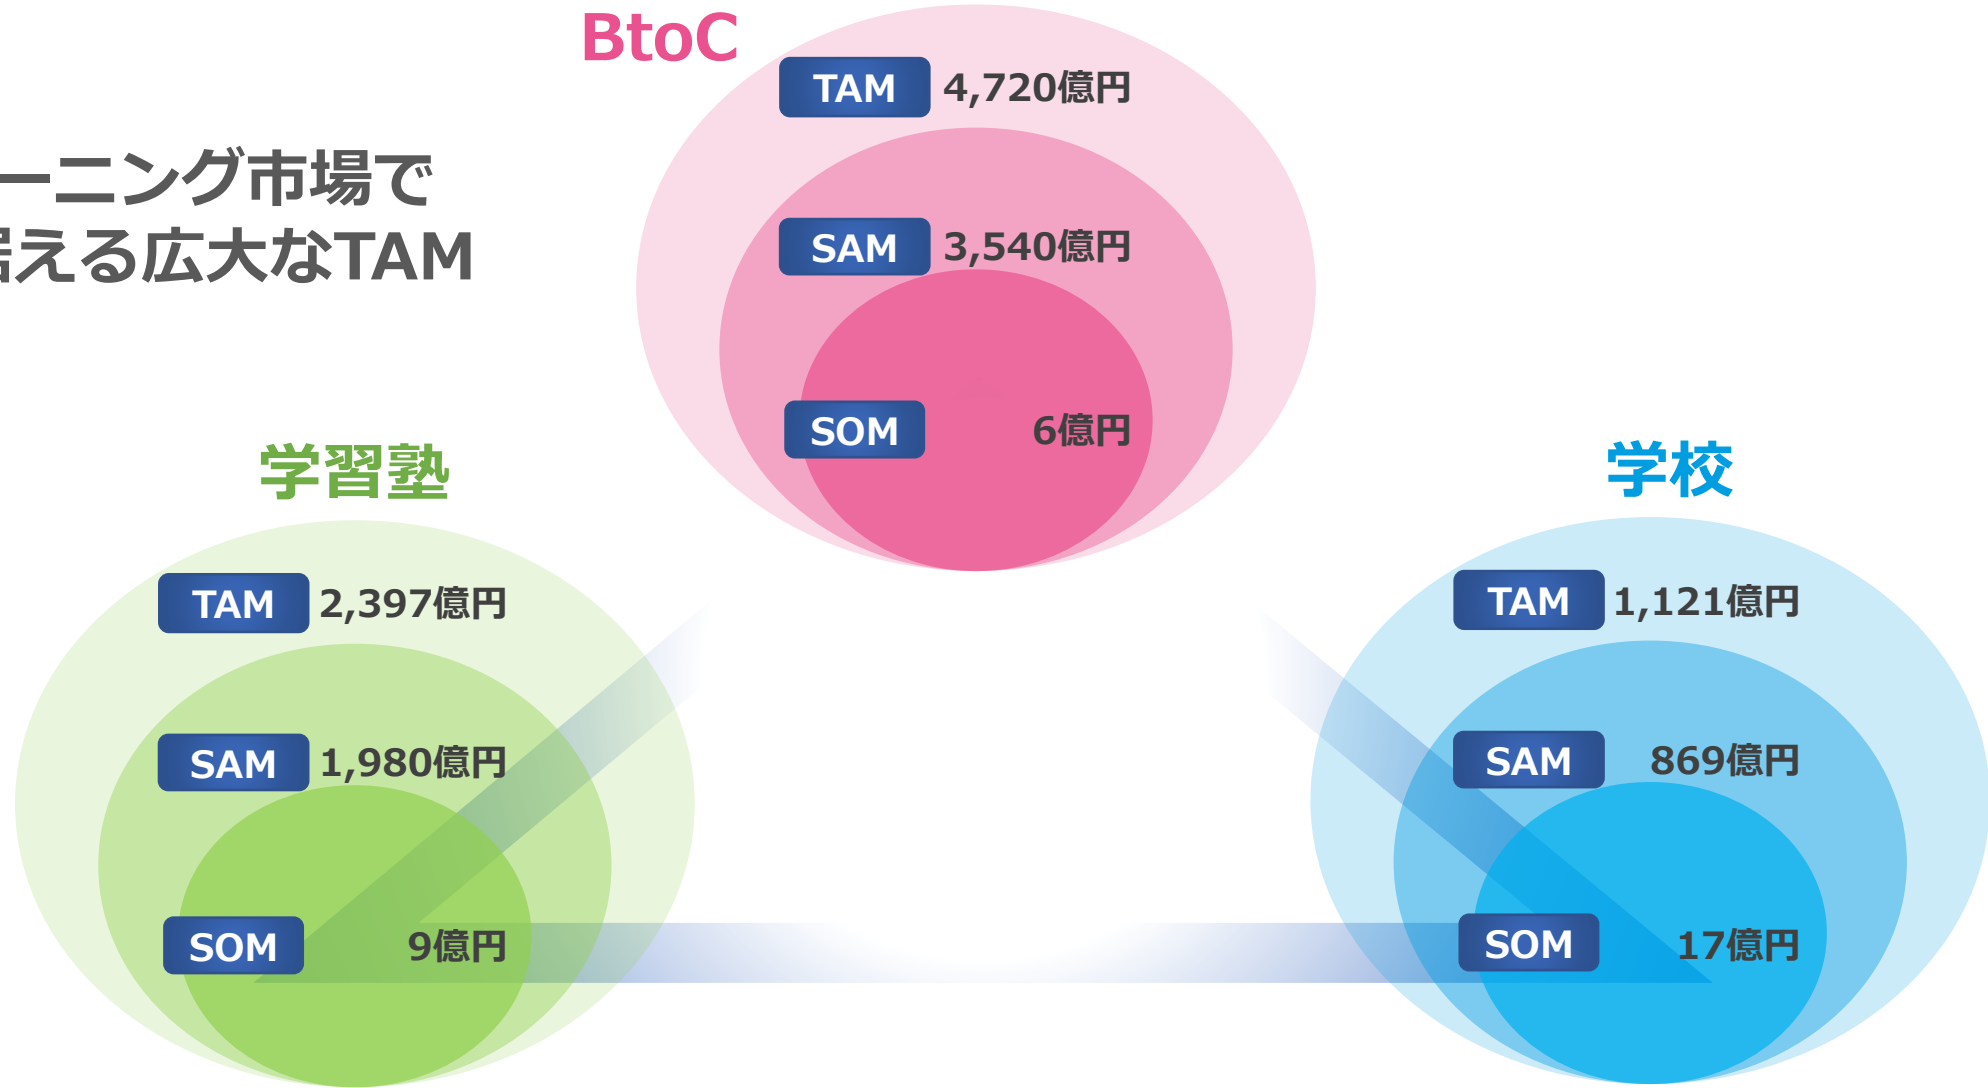 BtoC
TAM 4,720億円
ーニング市場で
える広大なTAM
SAM 3,540億円
SOM 6億円
学習塾
学校
TAM 2,397億円
SAM 1,980億円
SOM 9億円
TAM 1,121億円
SAM 869億円
SOM 17億円